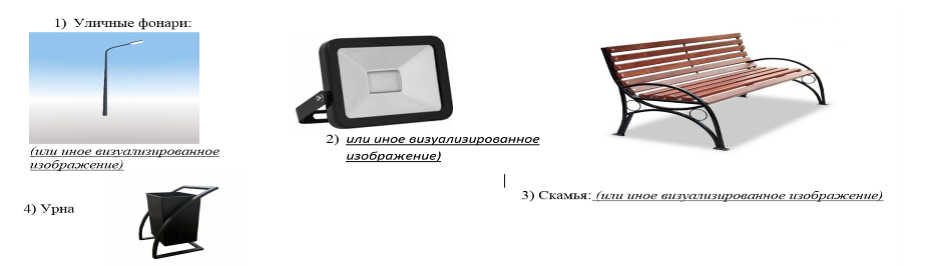 1) Уличные фонари:
(или иное визуализированное
изображение)
2) или иное визуализированное
изображение)
3) Скамья: (или иное визуализированное изображение)
4) Урна